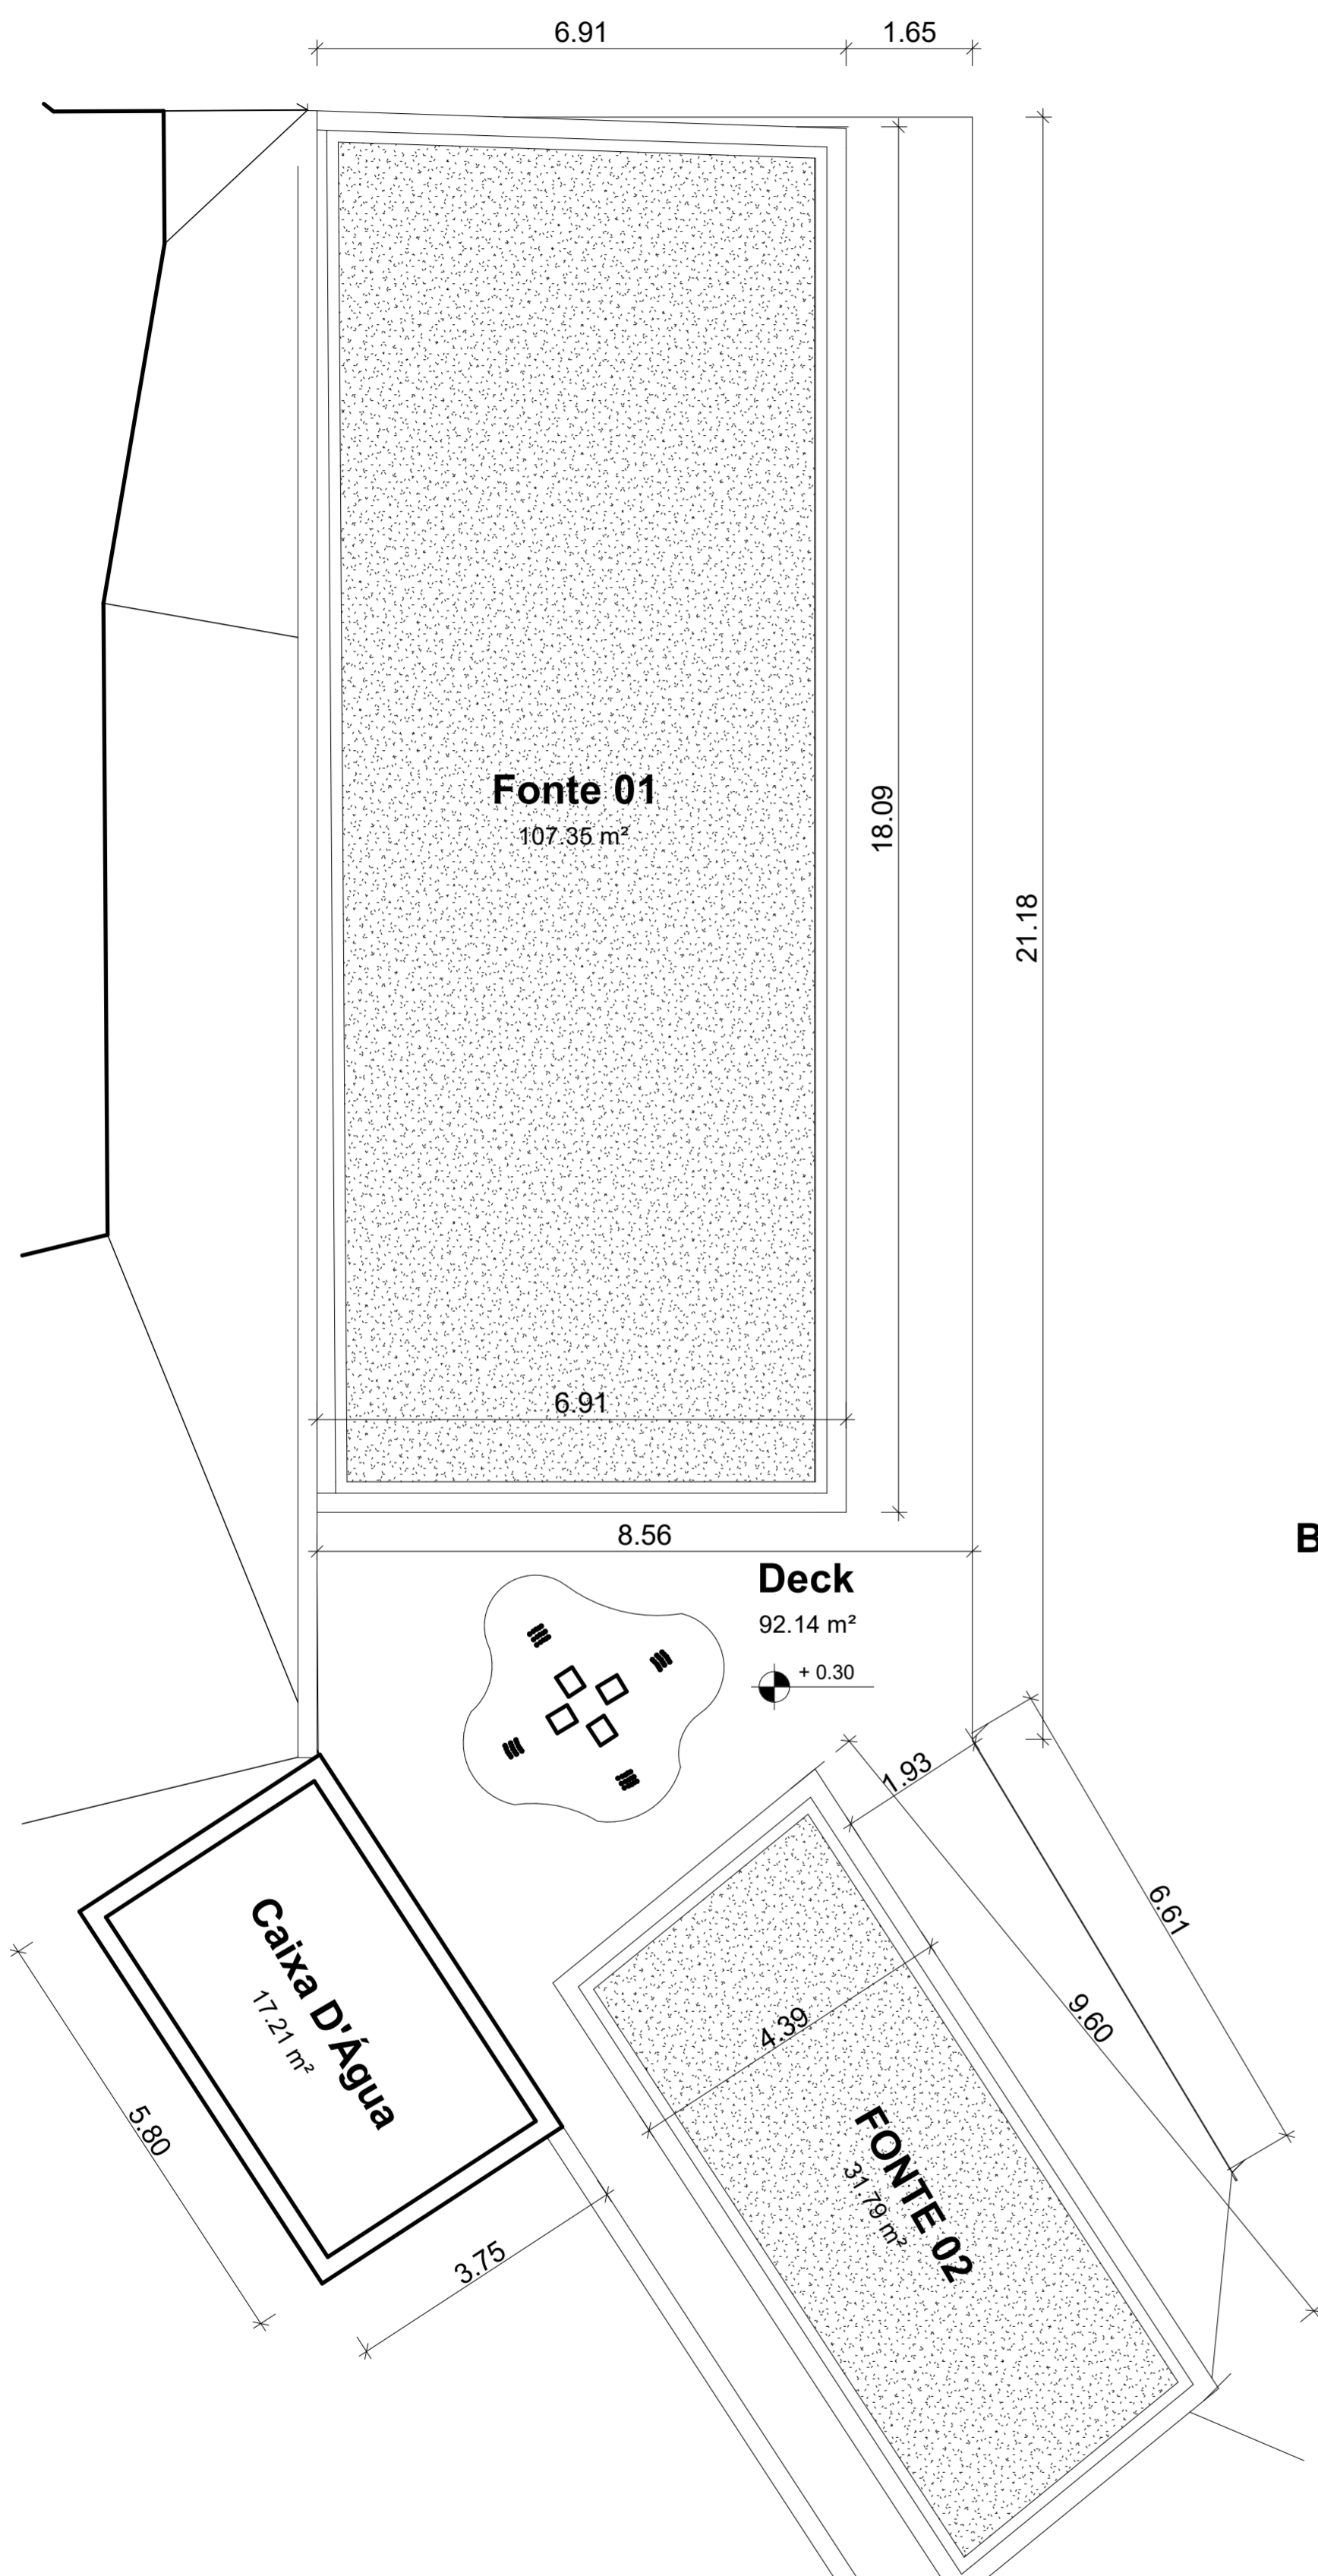 6.91
1.65
Fonte 01
107.35 m²
18.09
21.18
6.91
8.56
B
Deck
92.14 m²
+ 0.30
1.93
6.61
9.60
4.39
Caixa D'Água
17.21 m²
5.80
3.75
FONTE 02
31.79 m²